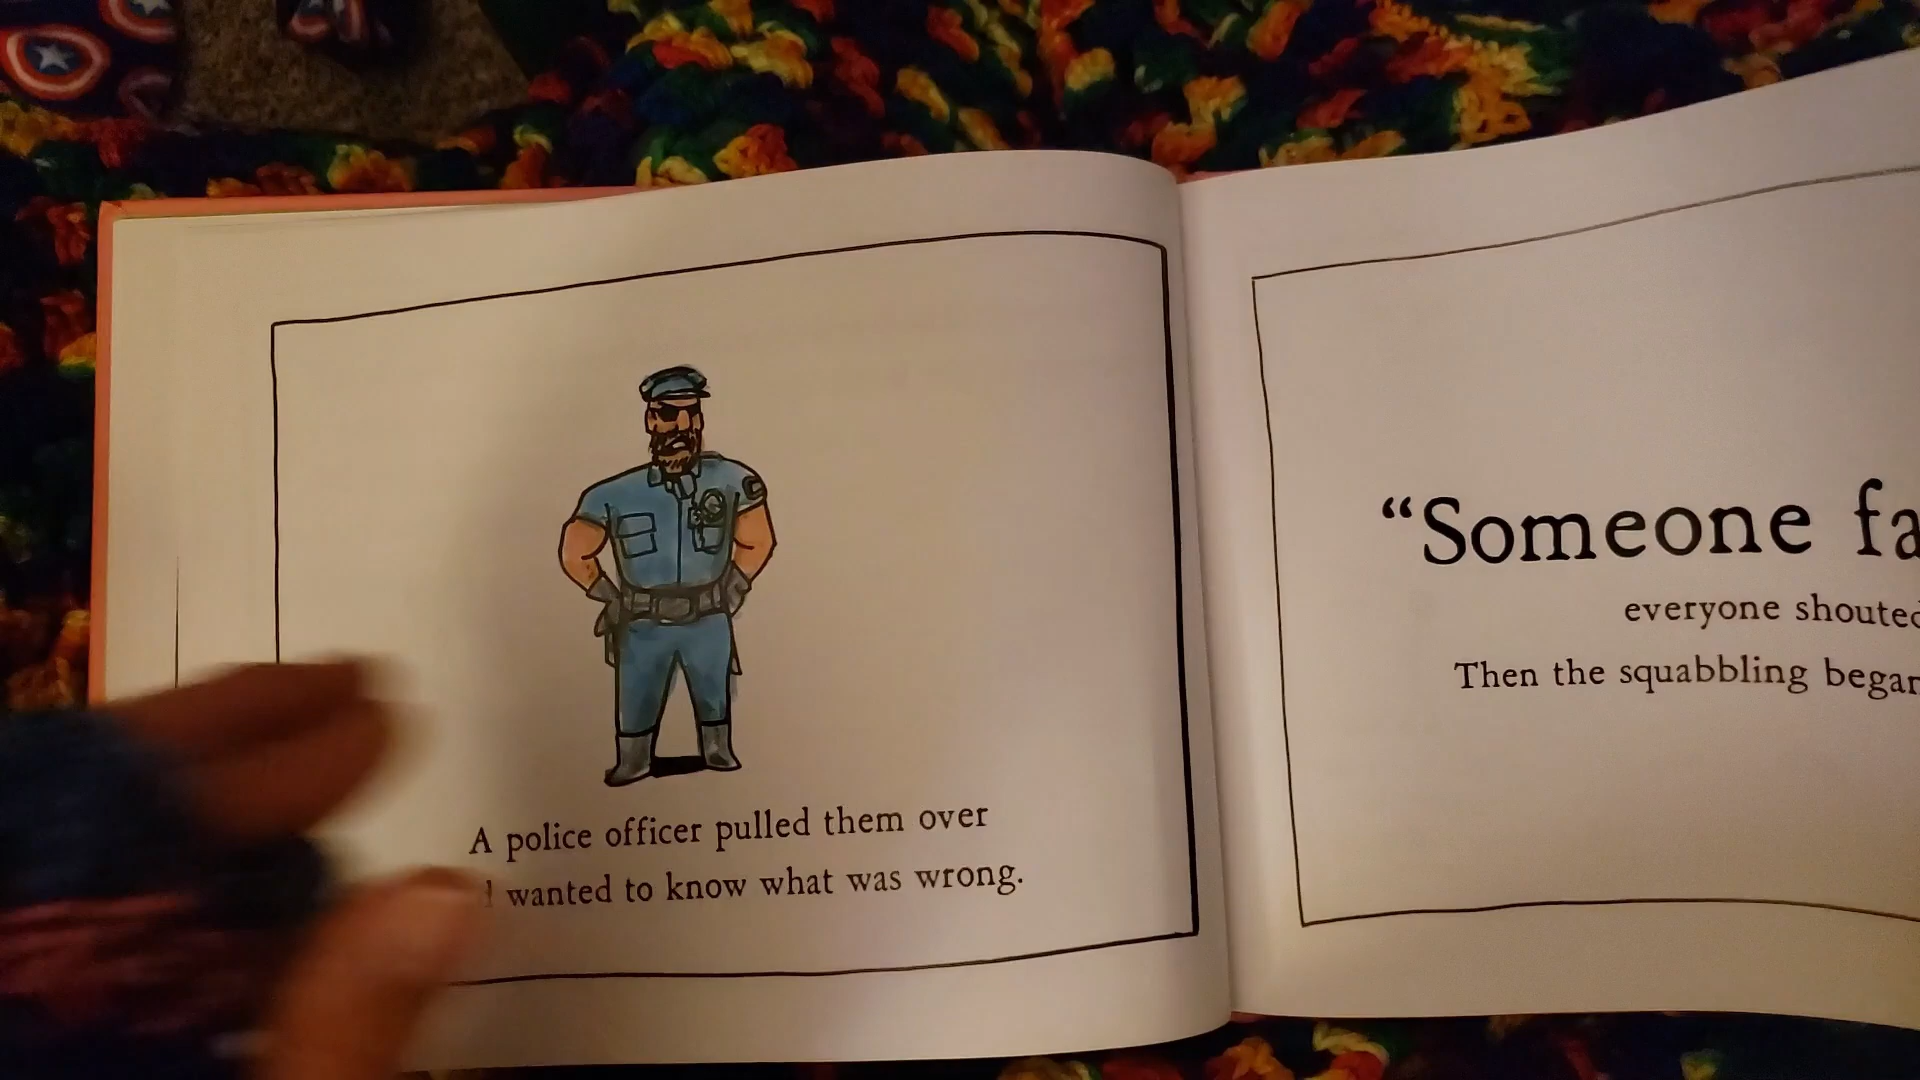 A police officer pulled them over
wanted to know what was wrong.
“Someone
everyone
Then the squabbling